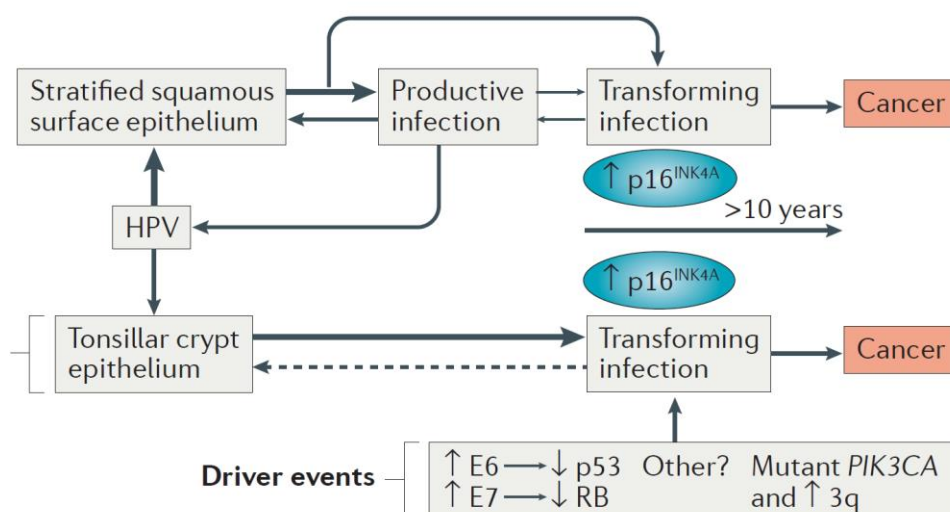 Stratified squamous
surface epithelium
Productive
infection
Transforming
infection
Cancer
↑ p16INK4A
>10 years
HPV
↑ p16INK4A
Tonsillar crypt
epithelium
Transforming
infection
Cancer
Driver events
↑ E6 → ↓ p53 Other? Mutant PIK3CA
↑ E7 → ↓ RB and ↑ 3q